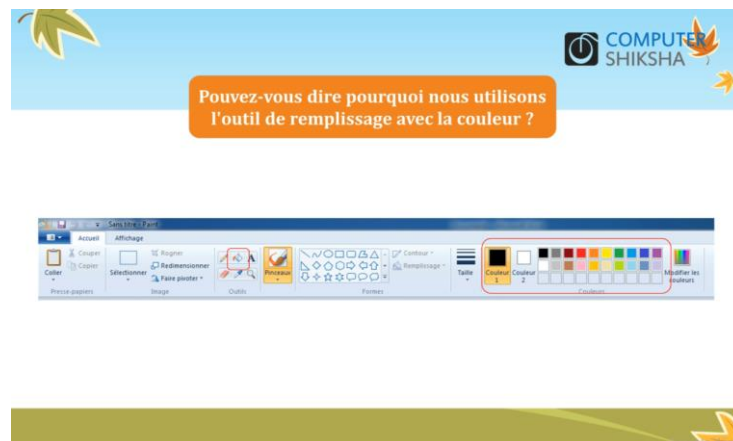 COMPUTER
SHIKSHA
Pouvez-vous dire pourquoi nous utilisons
l'outil de remplissage avec la couleur ?
Sans titre - Paint
Accueil Affichage
Coller
Couper
Copier
Presse-papiers
Sélectionner
Rogner
Redimensionner
Faire pivoter
Image
A
Outils
Pinceaux
Contour
Remplissage
Formes
Taille
Couleur
1
Couleur
2
Modifier les
couleurs
Couleurs